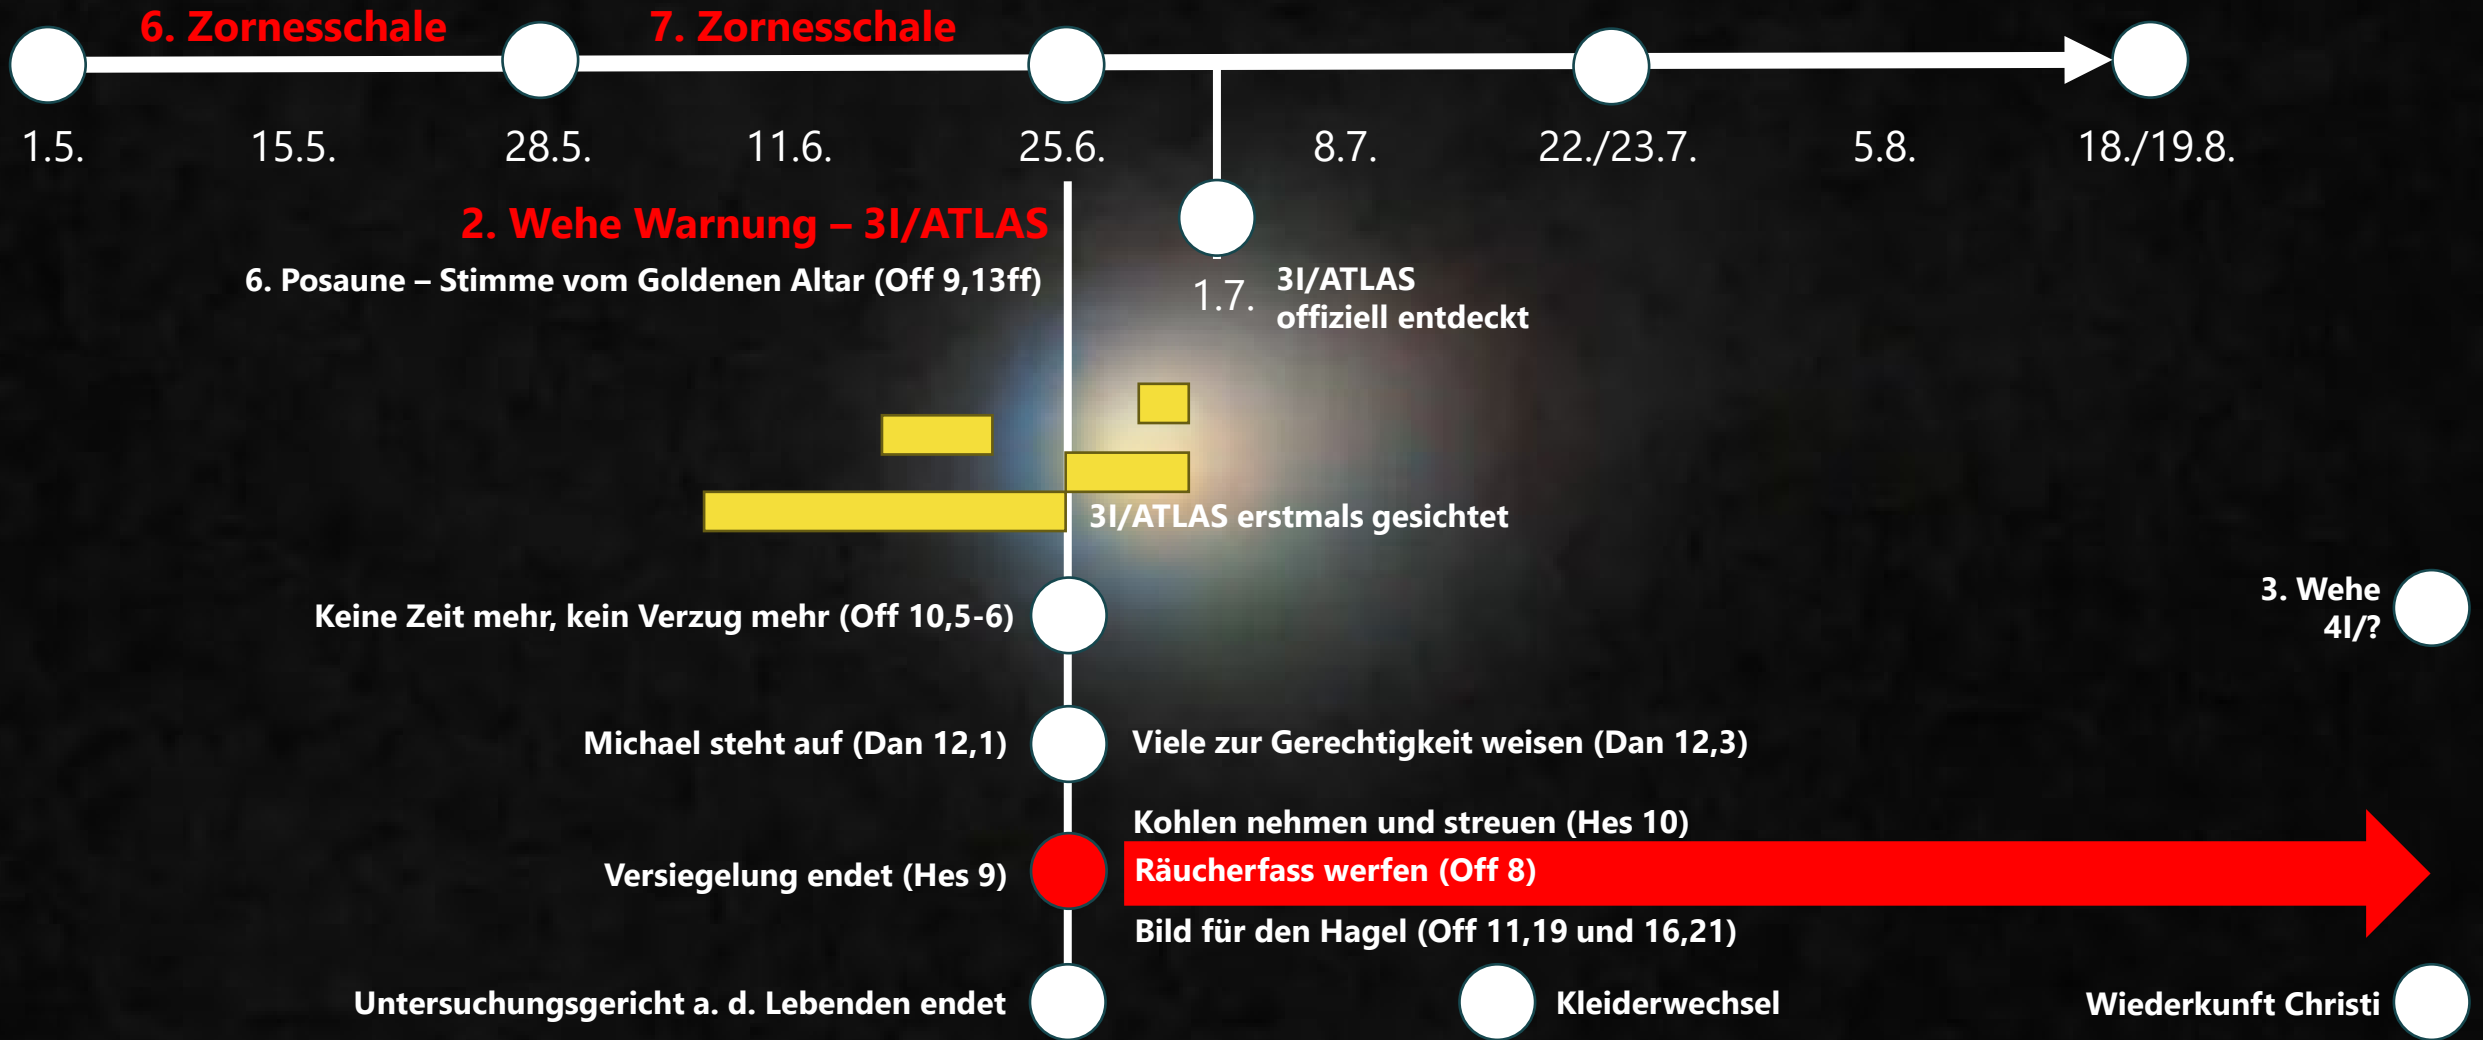 6. Zornesschale
7. Zornesschale
1.5.
15.5.
28.5.
11.6.
25.6.
8.7.
22./23.7.
5.8.
18./19.8.
2. Wehe Warnung – 3I/ATLAS
6. Posaune – Stimme vom Goldenen Altar (Off 9,13ff)
1.7.
3I/ATLAS
offiziell entdeckt
3I/ATLAS erstmals gesichtet
Keine Zeit mehr, kein Verzug mehr (Off 10,5-6)
3. Wehe
4I/?
Michael steht auf (Dan 12,1)
Viele zur Gerechtigkeit weisen (Dan 12,3)
Kohlen nehmen und streuen (Hes 10)
Versiegelung endet (Hes 9)
Räucherfass werfen (Off 8)
Bild für den Hagel (Off 11,19 und 16,21)
Untersuchungsgericht a. d. Lebenden endet
Kleiderwechsel
Wiederkunft Christi